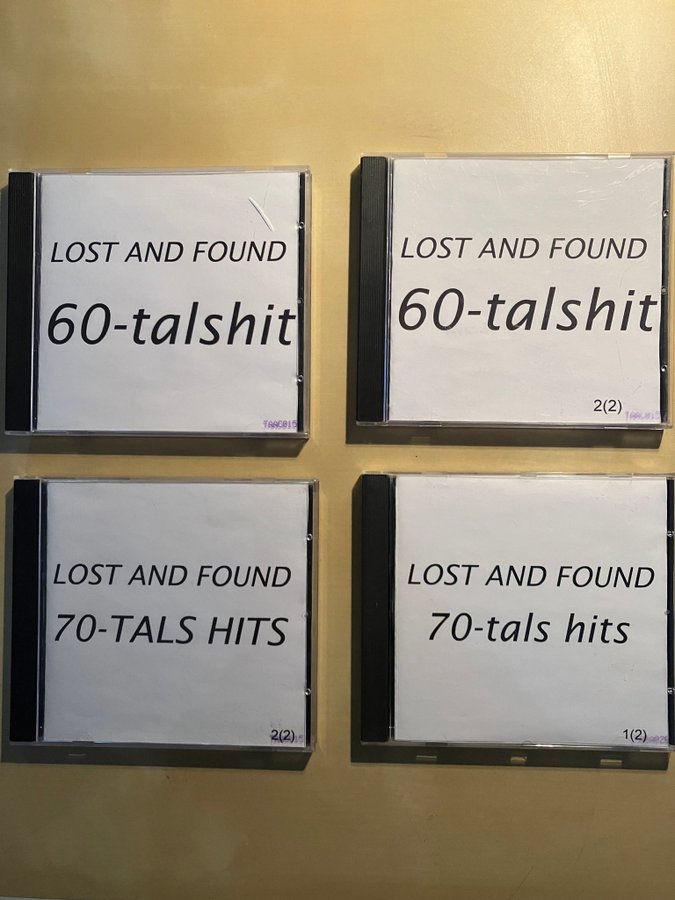 LOST AND FOUND
60-talshit
LOST AND FOUND
60-talshit
2(2)
LOST AND FOUND
70-TALS HITS
2(2)
LOST AND FOUND
70-tals hits
1(2)